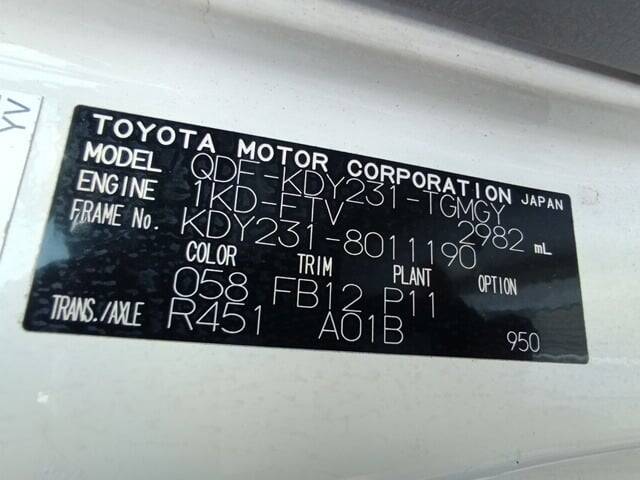 YV
TOYOTA MOTOR CORPORATION JAPAN
MODEL QDF-KDY231-TGMGY
ENGINE 1KD-FTV 2982 mL
FRAME No. KDY231-8011190
COLOR TRIM PLANT OPTION
058 FB12 P11
TRANS./AXLE R451 A01B 950